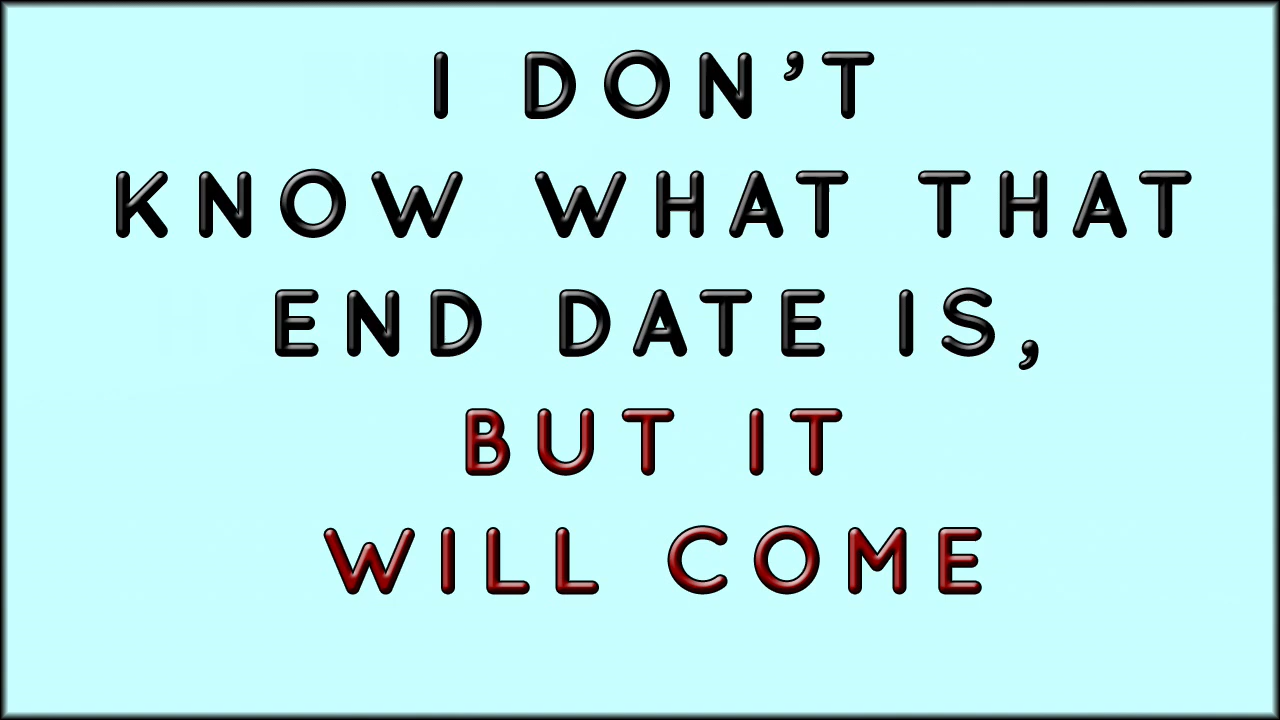 I DON’T
KNOW WHAT THAT
END DATE IS,
BUT IT
WILL COME